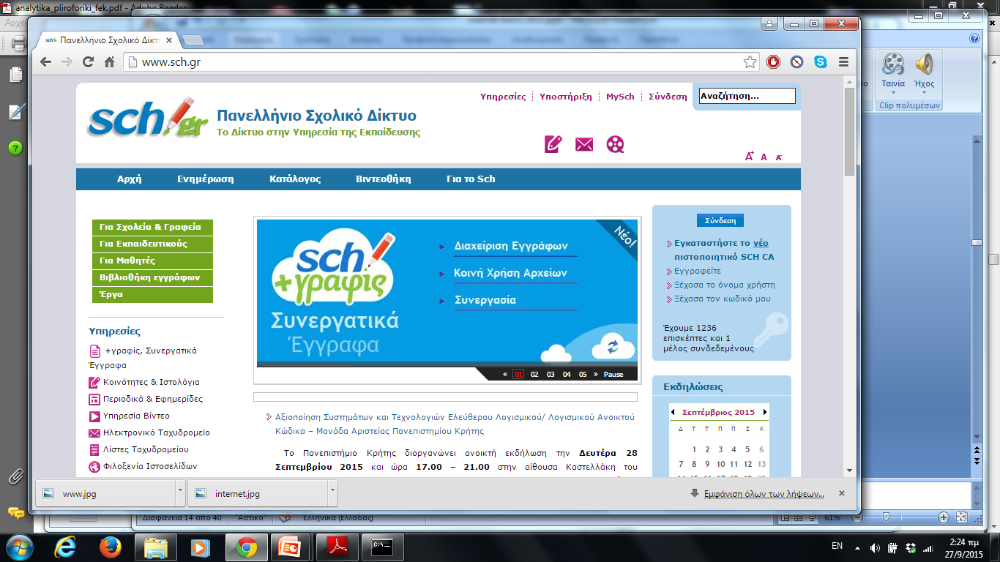 analytika_pliroforiki_fek.pdf - Adobe Reader
Πανελλήνιο Σχολικό Δίκτυ
www.sch.gr
Ταινία
Ήχος
Clip πολυμέσων
Υπηρεσίες
Υποστήριξη
MySch
Σύνδεση
Αναζήτηση...
sch.gr
Πανελλήνιο Σχολικό Δίκτυο
Το Δίκτυο στην Υπηρεσία της Εκπαίδευσης
A+ A A-
Αρχή
Ενημέρωση
Κατάλογος
Βιντεοθήκη
Για το Sch
Για Σχολεία & Γραφεία
Για Εκπαιδευτικούς
Για Μαθητές
Βιβλιοθήκη εγγράφων
Έργα
Υπηρεσίες
+γραφίς, Συνεργατικά
Έγγραφα
Κοινότητες & Ιστολόγια
Περιοδικά & Εφημερίδες
Υπηρεσία Βίντεο
Ηλεκτρονικό Ταχυδρομείο
Λίστες Ταχυδρομείου
Φιλοξενία Ιστοσελίδων
sch
+γραφίς
Συνεργατικά
Έγγραφα
Διαχείριση Εγγράφων
Κοινή Χρήση Αρχείων
Συνεργασία
Νέο!
« 01 02 03 04 05 » Pause
Αξιοποίηση Συστημάτων και Τεχνολογιών Ελεύθερου Λογισμικού/ Λογισμικού Ανοικτού
Κώδικα – Μονάδα Αριστείας Πανεπιστημίου Κρήτης
Το Πανεπιστήμιο Κρήτης διοργανώνει ανοικτή εκδήλωση την Δευτέρα 28
Σεπτεμβρίου 2015 και ώρα 17.00 – 21.00 στην αίθουσα Καστελλάκη του
Σύνδεση
Εγκαταστήστε το νέο
πιστοποιητικό SCH CA
Εγγραφείτε
Ξέχασα το όνομα χρήστη
Ξέχασα τον κωδικό μου
Έχουμε 1236
επισκέπτες και 1
μέλος συνδεδεμένους
Εκδηλώσεις
Σεπτέμβριος 2015
Δ Τ Τ Π Π Σ Κ
1 2 3 4 5 6
7 8 9 10 11 12 13
www.jpg
internet.jpg
Εμφάνιση όλων των λήψεων...
Διαφάνεια 14 από 40
Αστικό
Ελληνικά (Ελλάδας)
61%
EN
2:24 πμ
27/9/2015